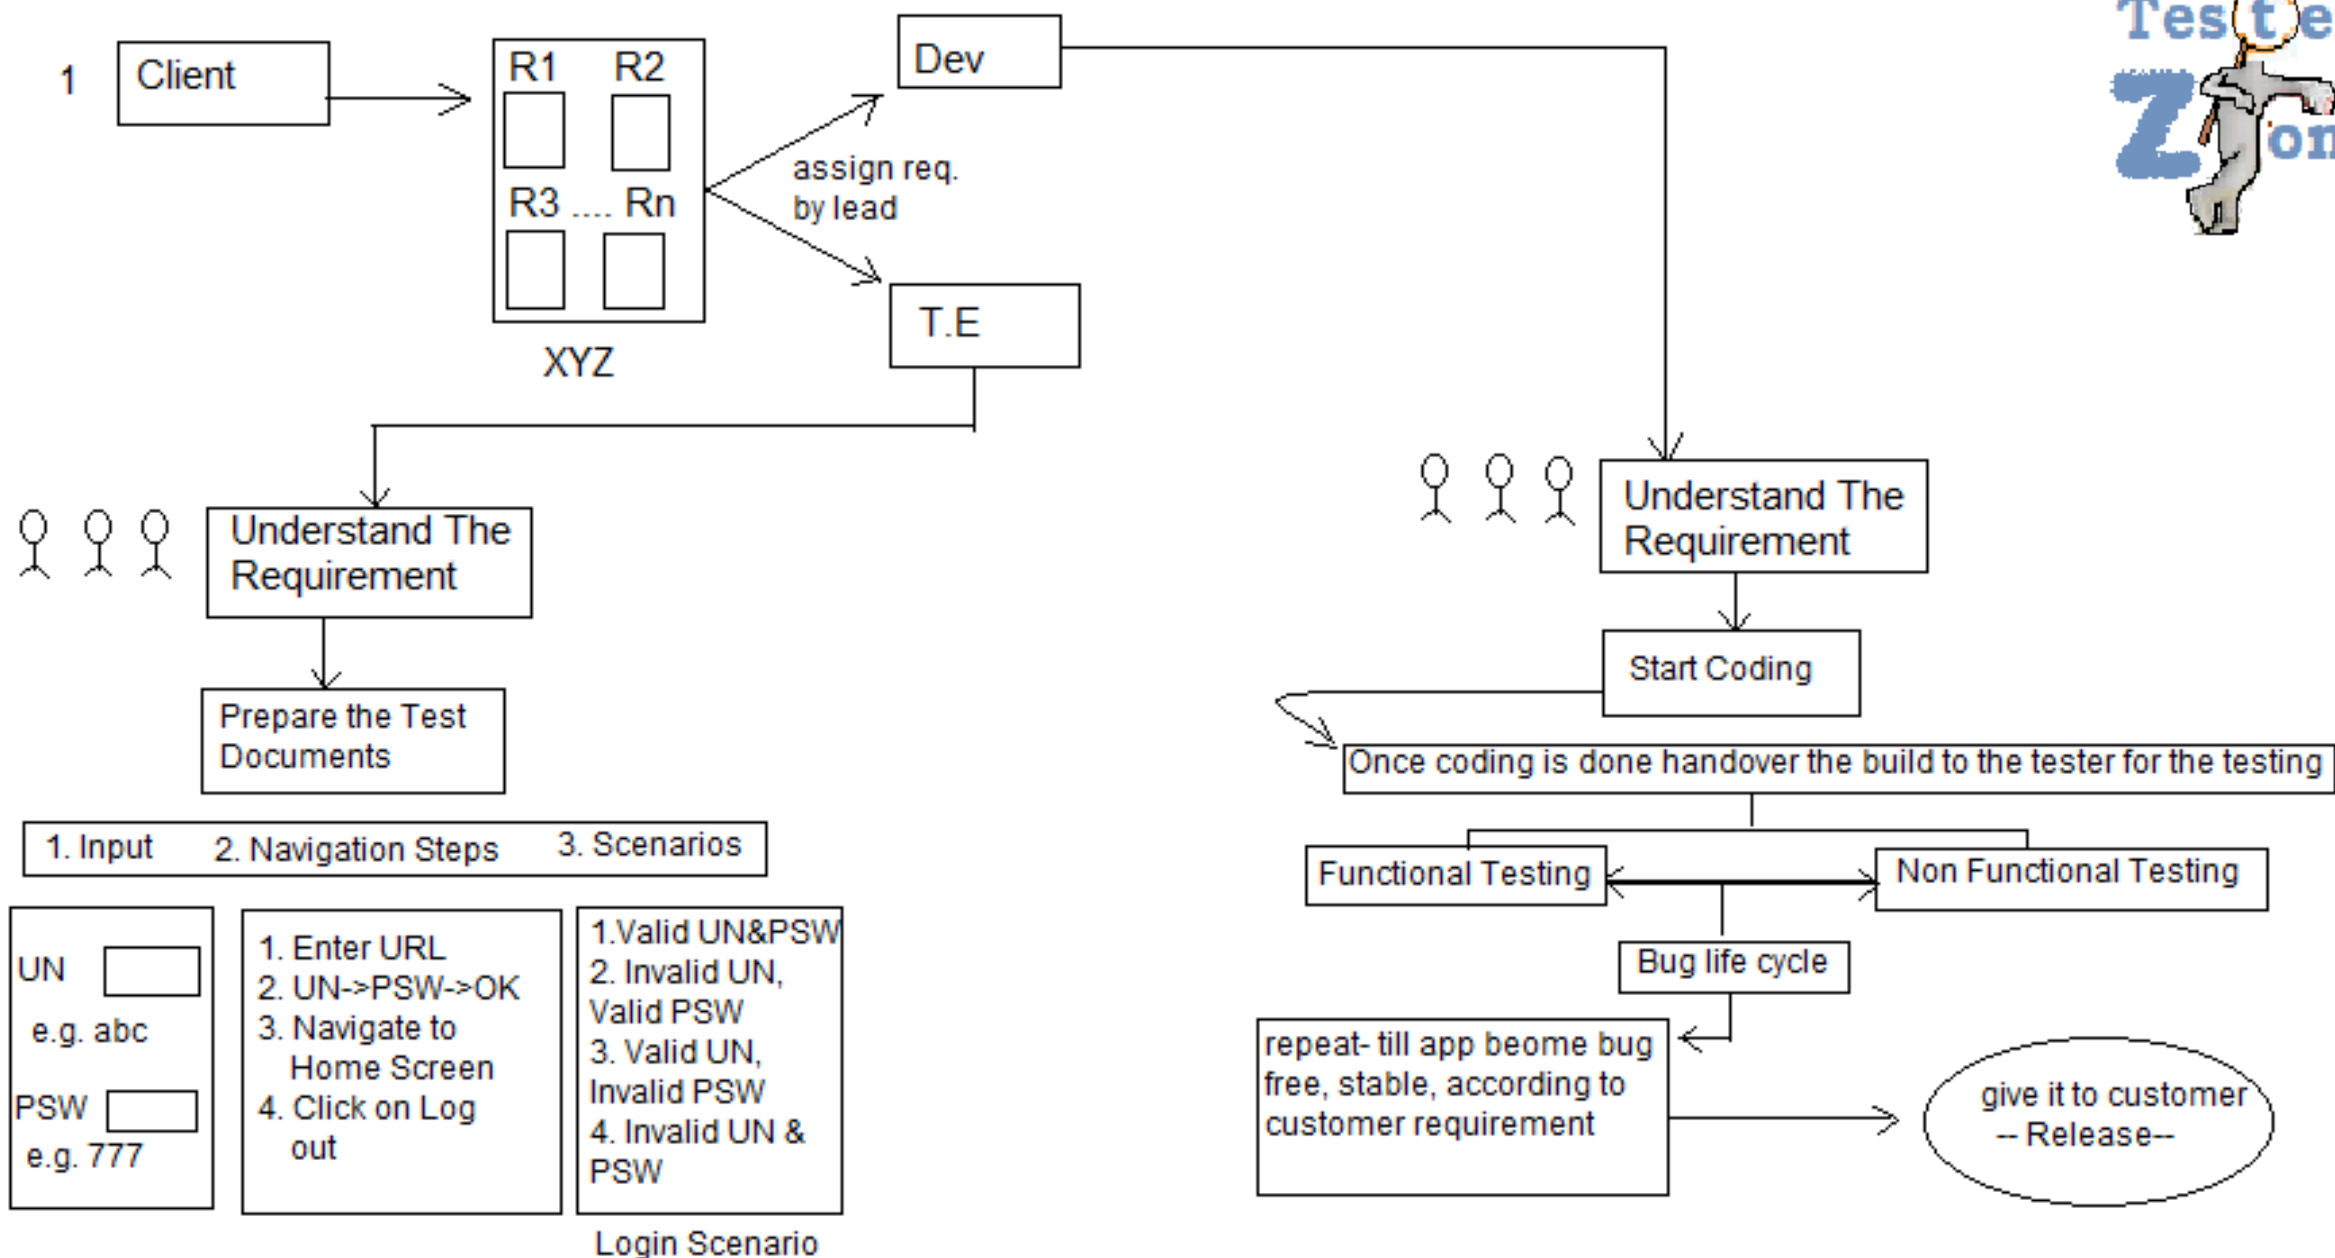 1
Client
R1 R2
R3 .... Rn
XYZ
Dev
assign req.
by lead
T.E
Understand The
Requirement
Prepare the Test
Documents
1. Input 2. Navigation Steps 3. Scenarios
UN
e.g. abc
PSW
e.g. 777
1. Enter URL
2. UN->PSW->OK
3. Navigate to
Home Screen
4. Click on Log
out
1.Valid UN&PSW
2. Invalid UN,
Valid PSW
3. Valid UN,
Invalid PSW
4. Invalid UN &
PSW
Login Scenario
Understand The
Requirement
Start Coding
Once coding is done handover the build to the tester for the testing
Functional Testing
Non Functional Testing
Bug life cycle
repeat- till app beome bug
free, stable, according to
customer requirement
give it to customer
-- Release--
Teste
Zon